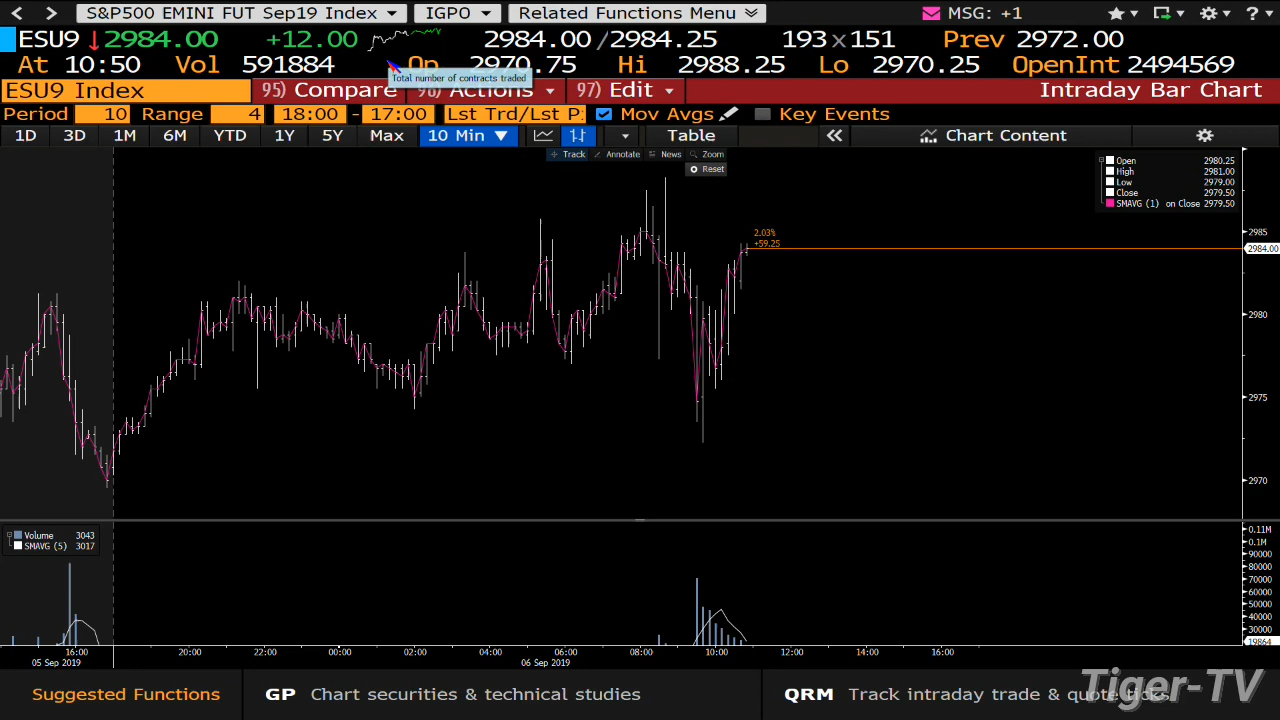 S&P500 EMINI FUT Sep19 Index IGPO Related Functions Menu MSG: +1
ESU9 ↓2984.00 +12.00 2984.00/2984.25 193×151 Prev 2972.00
At 10:50 Vol 591884 Op 2970.75 Hi 2988.25 Lo 2970.25 OpenInt 2494569
Total number of contracts traded
ESU9 Index 95) Compare 96) Actions 97) Edit Intraday Bar Chart
Period 10 Range 4 18:00 - 17:00 Lst Trd/Lst P: Mov Avgs Key Events
1D 3D 1M 6M YTD 1Y 5Y Max 10 Min ▼ Table Chart Content
Track Annotate News Zoom
Reset
Open 2980.25
High 2981.00
Low 2979.00
Close 2979.50
SMAVG (1) on Close 2979.50
2.03%
+59.25
2985
2984.00
2980
2975
2970
Volume 3043
SMAVG (5) 3017
0.11M
0.1M
90000
80000
70000
60000
50000
40000
30000
19864
16:00 20:00 22:00 00:00 02:00 04:00 06:00 08:00 10:00 12:00 14:00 16:00
05 Sep 2019 06 Sep 2019
Suggested Functions GP Chart securities & technical studies QRM Track intraday trade & quote ticks
Tiger-TV